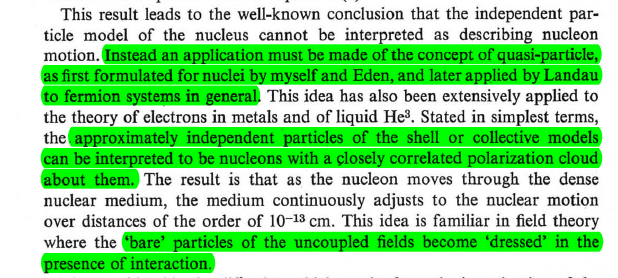 This result leads to the well-known conclusion that the independent par-
ticle model of the nucleus cannot be interpreted as describing nucleon
motion. Instead an application must be made of the concept of quasi-particle,
as first formulated for nuclei by myself and Eden, and later applied by Landau
to fermion systems in general. This idea has also been extensively applied to
the theory of electrons in metals and of liquid He³. Stated in simplest terms,
the approximately independent particles of the shell or collective models
can be interpreted to be nucleons with a closely correlated polarization cloud
about them. The result is that as the nucleon moves through the dense
nuclear medium, the medium continuously adjusts to the nuclear motion
over distances of the order of 10⁻¹³ cm. This idea is familiar in field theory
where the 'bare' particles of the uncoupled fields become 'dressed' in the
presence of interaction.